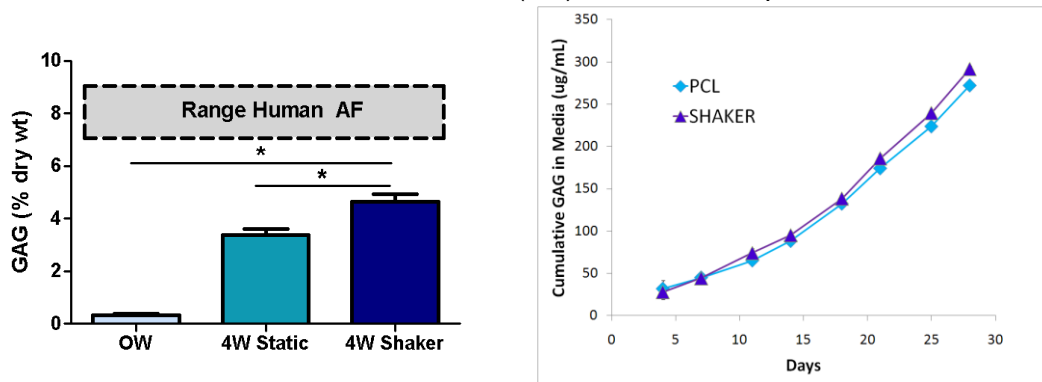 10
8
6
4
2
0
GAG (% dry wt)
Range Human AF
*
*
OW
4W Static
4W Shaker
350
300
250
200
150
100
50
0
Cumulative GAG in Media (ug/mL)
PCL
SHAKER
0
5
10
15
20
25
30
Days